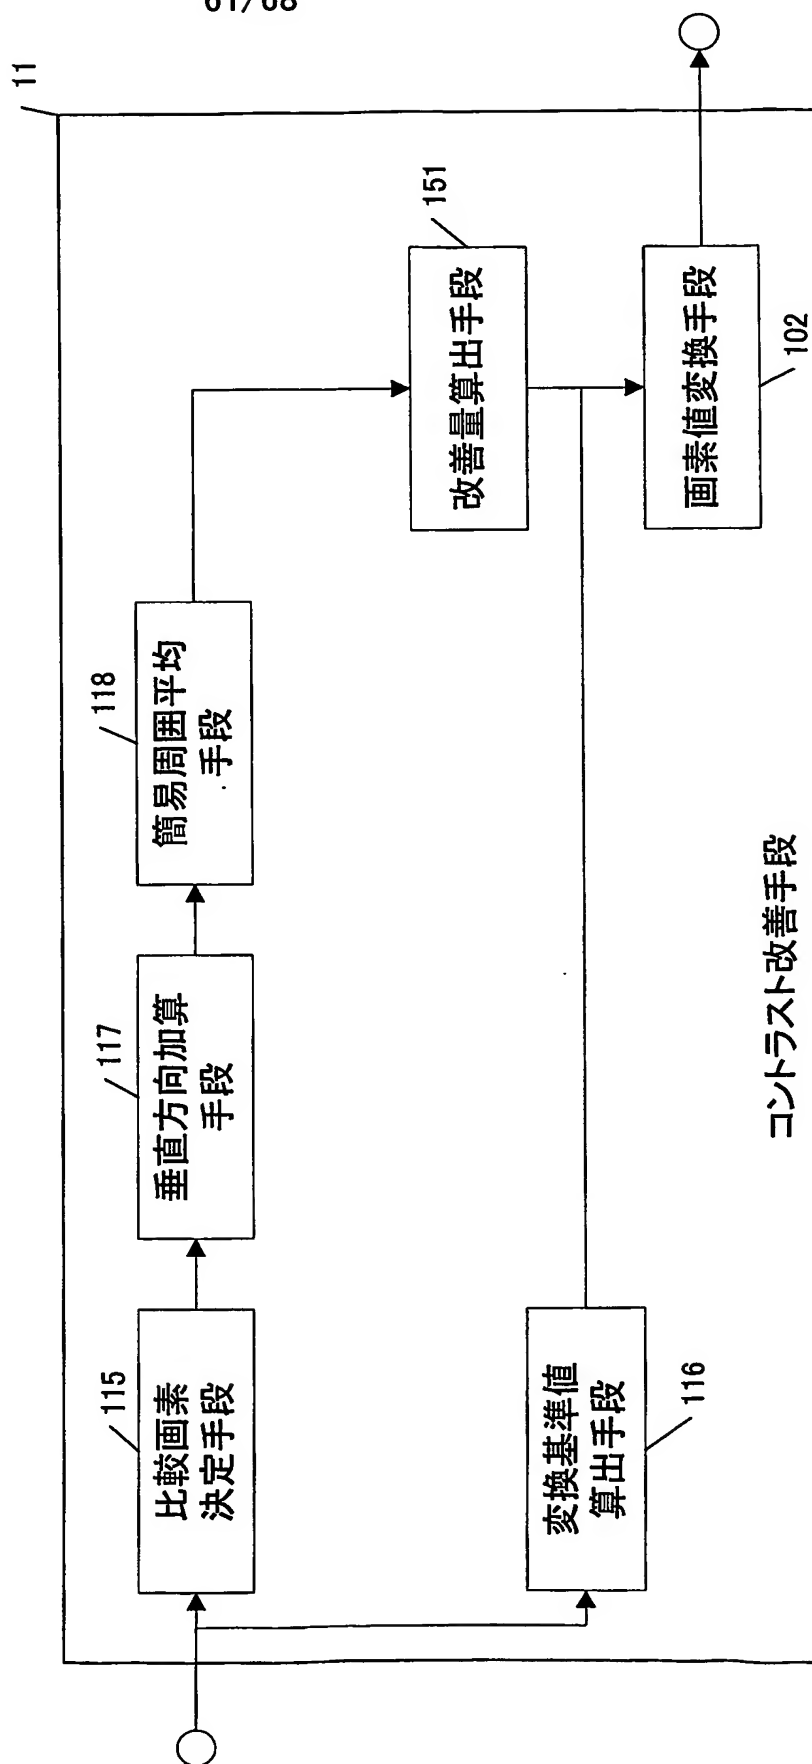 61/68
11
115
比較画素
決定手段
117
垂直方向加算
手段
118
簡易周囲平均
手段
151
改善量算出手段
変換基準値
算出手段
116
画素値変換手段
102
コントラスト改善手段